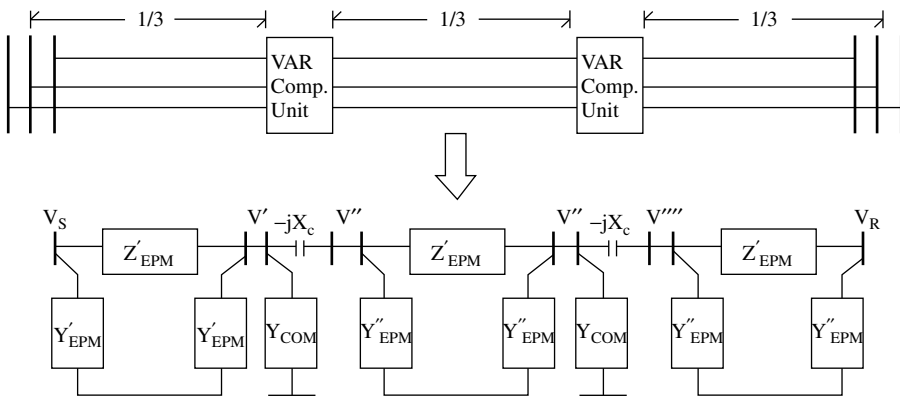 1/3 1/3 1/3
VAR Comp. Unit
VAR Comp. Unit
V_S V′ −jX_c V″ V″ −jX_c V″″ V_R
Z′_EPM Z′_EPM Z′_EPM
Y′_EPM Y′_EPM Y_COM Y″_EPM Y″_EPM Y_COM Y″_EPM Y″_EPM